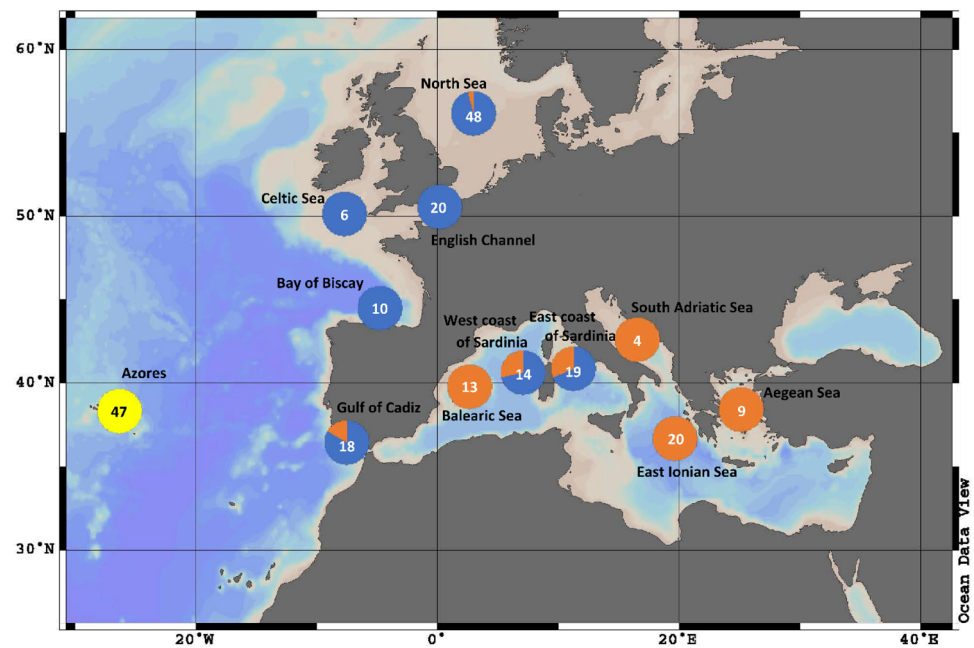 60°N
North Sea
48
Celtic Sea
6
20
50°N
English Channel
Bay of Biscay
10
West coast
of Sardinia
East coast
of Sardinia
South Adriatic Sea
4
14
19
Azores
40°N
13
Aegean Sea
47
Gulf of Cadiz
Balearic Sea
9
18
20
East Ionian Sea
30°N
20°W
0°
20°E
40°E
Ocean Data View